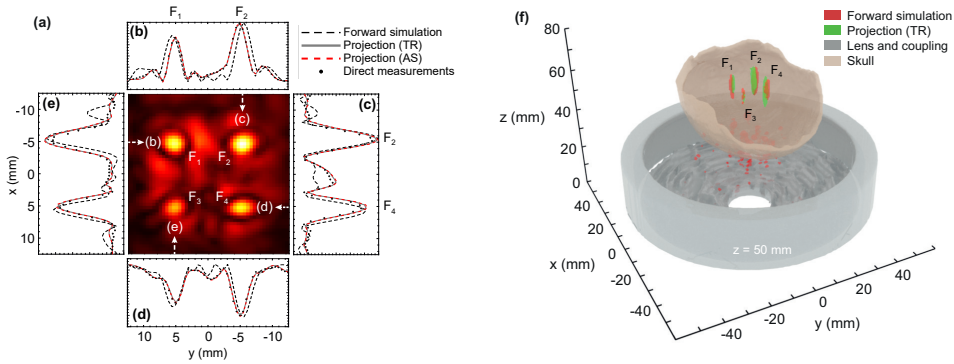 (a)
F1
F2
(b)
Forward simulation
Projection (TR)
Projection (AS)
Direct measurements
(e)
(c)
-10
-5
0
5
10
x (mm)
(b)
(c)
F1
F2
F3
F4
(d)
(e)
F2
F4
(d)
10
5
0
-5
-10
y (mm)
(f)
Forward simulation
Projection (TR)
Lens and coupling
Skull
80
60
40
20
0
z (mm)
F1
F2
F4
F3
z = 50 mm
40
20
0
-20
-40
x (mm)
-40
-20
0
20
40
y (mm)